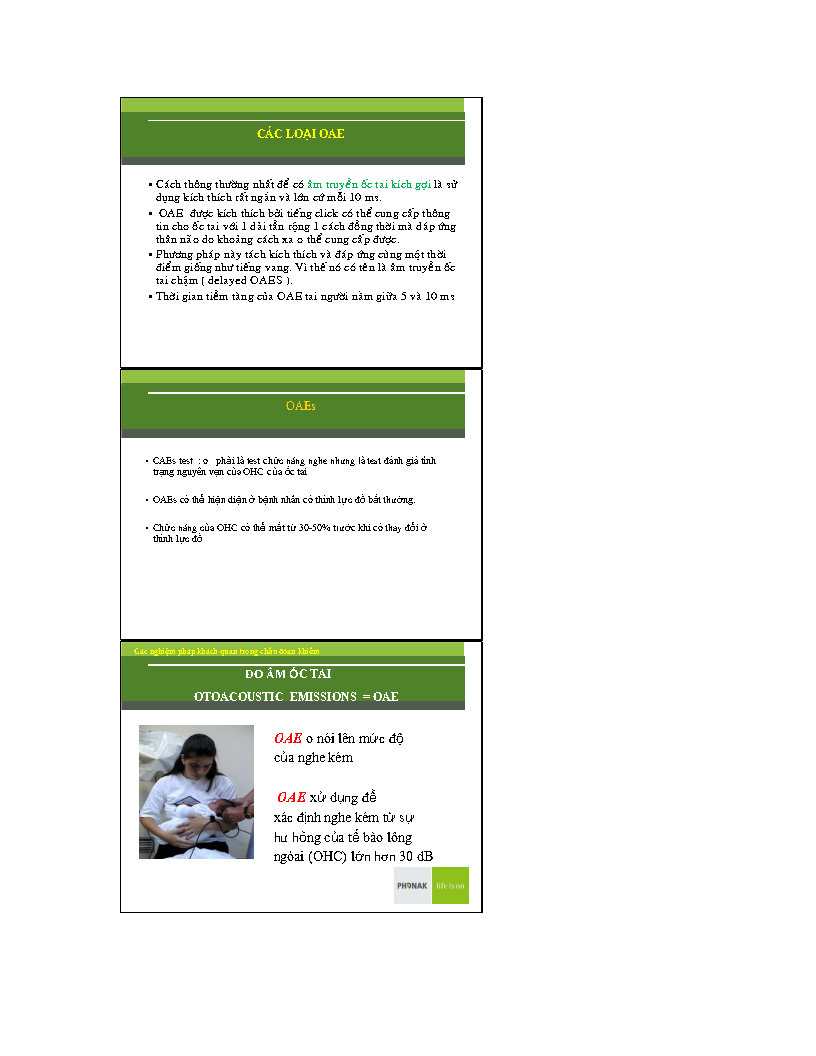 CÁC LOẠI OAE
• Cách thông thường nhất để có âm truyền ốc tai kích gợi là sử
dụng kích thích rất ngắn và lớn cứ mỗi 10 ms.
• OAE được kích thích bởi tiếng click có thể cung cấp thông
tin cho ốc tai với 1 dải tần rộng 1 cách đồng thời mà đáp ứng
thân não do khoảng cách xa o thể cung cấp được.
• Phương pháp này tách kích thích và đáp ứng cùng một thời
điểm giống như tiếng vang. Vì thế nó có tên là âm truyền ốc
tai chậm ( delayed OAES ).
• Thời gian tiềm tàng của OAE tai người nằm giữa 5 và 10 ms
OAEs
• OAEs test : o phải là test chức năng nghe nhưng là test đánh giá tình
trạng nguyên vẹn của OHC của ốc tai
• OAEs có thể hiện diện ở bệnh nhân có thính lực đồ bất thường.
• Chức năng của OHC có thể mất từ 30-50% trước khi có thay đổi ở
thính lực đồ
Các nghiệm pháp khách quan trong chẩn đoán khiếm
ĐO ÂM ỐC TAI
OTOACOUSTIC EMISSIONS = OAE
OAE o nói lên mức độ
của nghe kém
OAE xử dụng để
xác định nghe kém từ sự
hư hỏng của tế bào lông
ngòai (OHC) lớn hơn 30 dB
PHONAK life is on